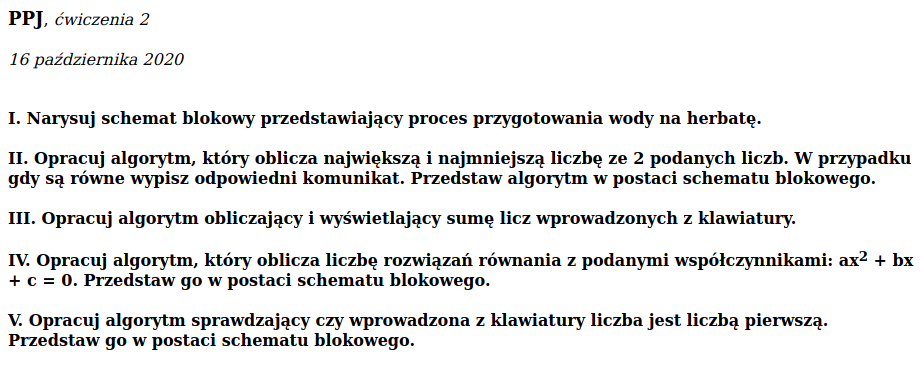 PPJ, ćwiczenia 2
16 października 2020
I. Narysuj schemat blokowy przedstawiający proces przygotowania wody na herbatę.
II. Opracuj algorytm, który oblicza największą i najmniejszą liczbę ze 2 podanych liczb. W przypadku
gdy są równe wypisz odpowiedni komunikat. Przedstaw algorytm w postaci schematu blokowego.
III. Opracuj algorytm obliczający i wyświetlający sumę licz wprowadzonych z klawiatury.
IV. Opracuj algorytm, który oblicza liczbę rozwiązań równania z podanymi współczynnikami: ax² + bx
+ c = 0. Przedstaw go w postaci schematu blokowego.
V. Opracuj algorytm sprawdzający czy wprowadzona z klawiatury liczba jest liczbą pierwszą.
Przedstaw go w postaci schematu blokowego.